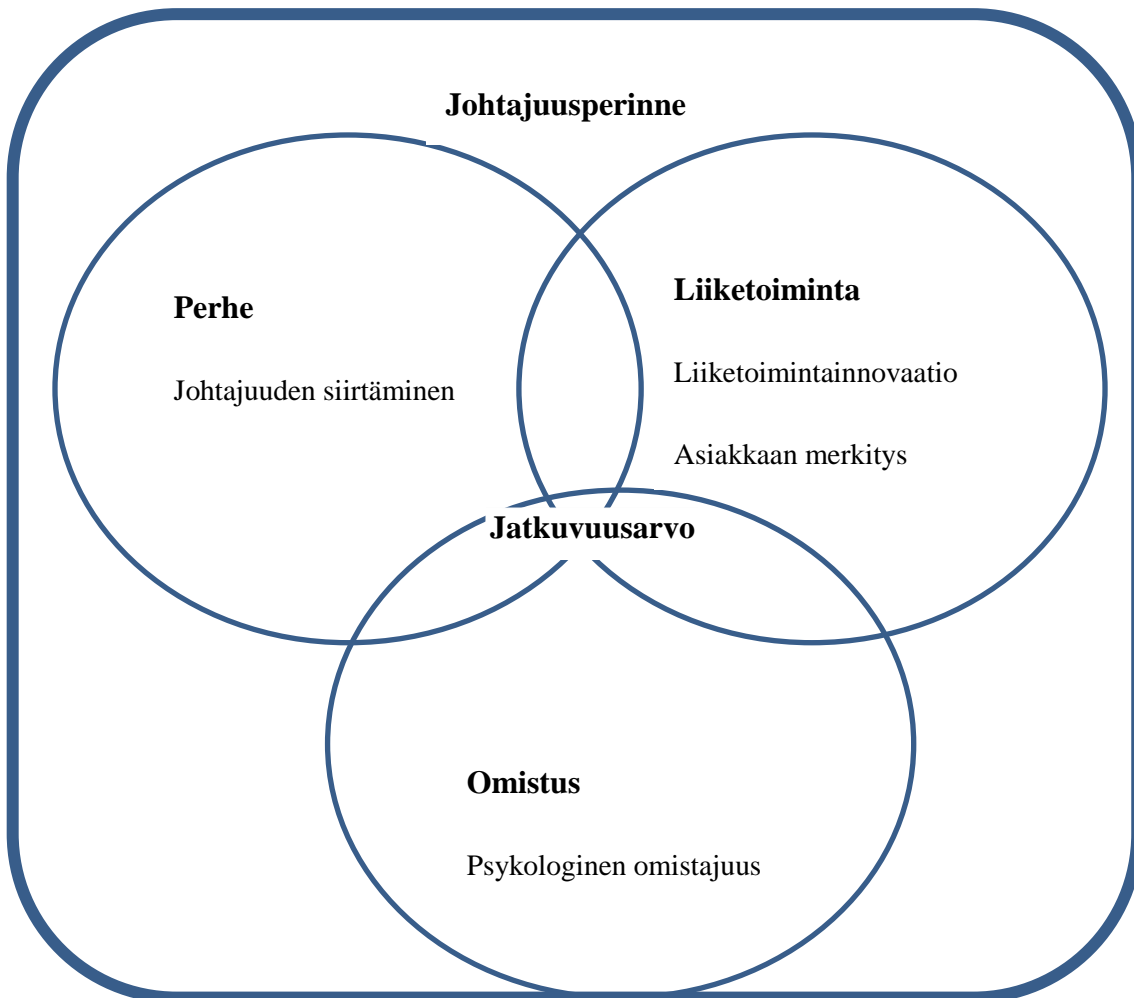 Johtajuusperinne
Perhe
Johtajuuden siirtäminen
Liiketoiminta
Liiketoimintainnovaatio
Asiakkaan merkitys
Jatkuvuusarvo
Omistus
Psykologinen omistajuus